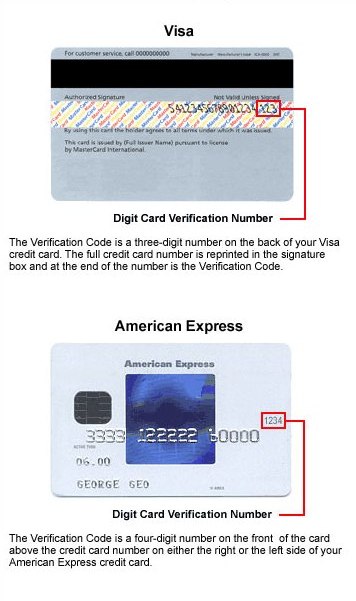 Visa
For customer service, call 0000000000
Authorized Signature Not Valid Unless Signed
5412345678901234 123
By using this card the holder agrees to all terms under which it was issued.
This card is issued by (Full Issuer Name) pursuant to license
by MasterCard International.
Digit Card Verification Number
The Verification Code is a three-digit number on the back of your Visa
credit card. The full credit card number is reprinted in the signature
box and at the end of the number is the Verification Code.
American Express
American Express
1234
3333 122222 60000
06.00
GEORGE GEO
Digit Card Verification Number
The Verification Code is a four-digit number on the front of the card
above the credit card number on either the right or the left side of your
American Express credit card.